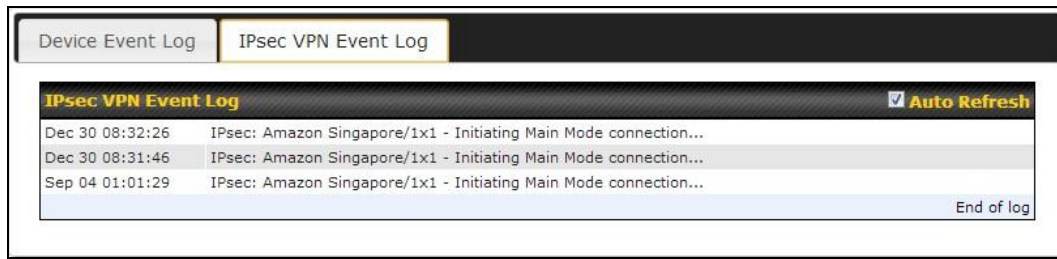 Device Event Log IPsec VPN Event Log
IPsec VPN Event Log Auto Refresh
Dec 30 08:32:26 IPsec: Amazon Singapore/1x1 - Initiating Main Mode connection...
Dec 30 08:31:46 IPsec: Amazon Singapore/1x1 - Initiating Main Mode connection...
Sep 04 01:01:29 IPsec: Amazon Singapore/1x1 - Initiating Main Mode connection...
End of log